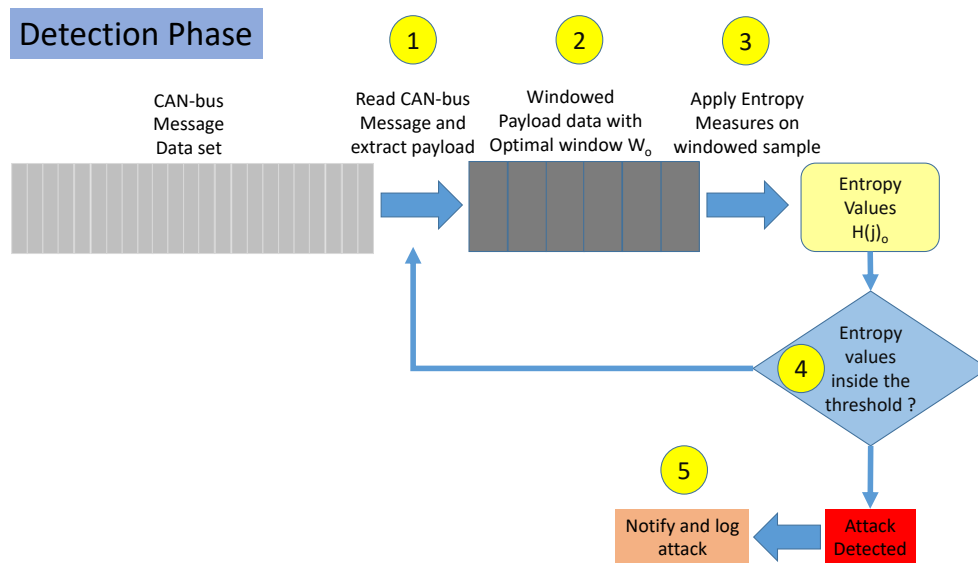 Detection Phase
1
2
3
CAN-bus
Message
Data set
Read CAN-bus
Message and
extract payload
Windowed
Payload data with
Optimal window Wₒ
Apply Entropy
Measures on
windowed sample
Entropy
Values
H(j)ₒ
4
Entropy
values
inside the
threshold ?
5
Notify and log
attack
Attack
Detected